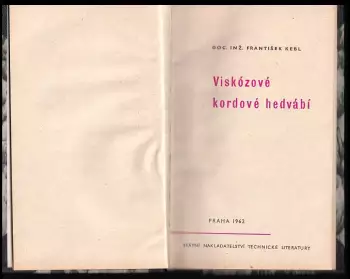 DOC. INŽ. FRANTIŠEK KEBL
Viskózové
kordové hedvábí
PRAHA 1963
STÁTNÍ NAKLADATELSTVÍ TECHNICKÉ LITERATURY